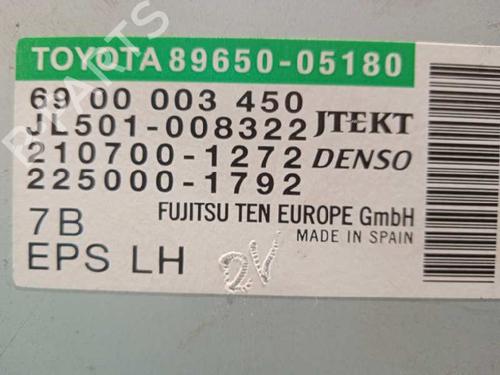 TOYOTA 89650-05180
69 00 003 450
JL501-008322 JTEKT
210700-1272 DENSO
225000-1792
7B FUJITSU TEN EUROPE GmbH
MADE IN SPAIN
EPS LH